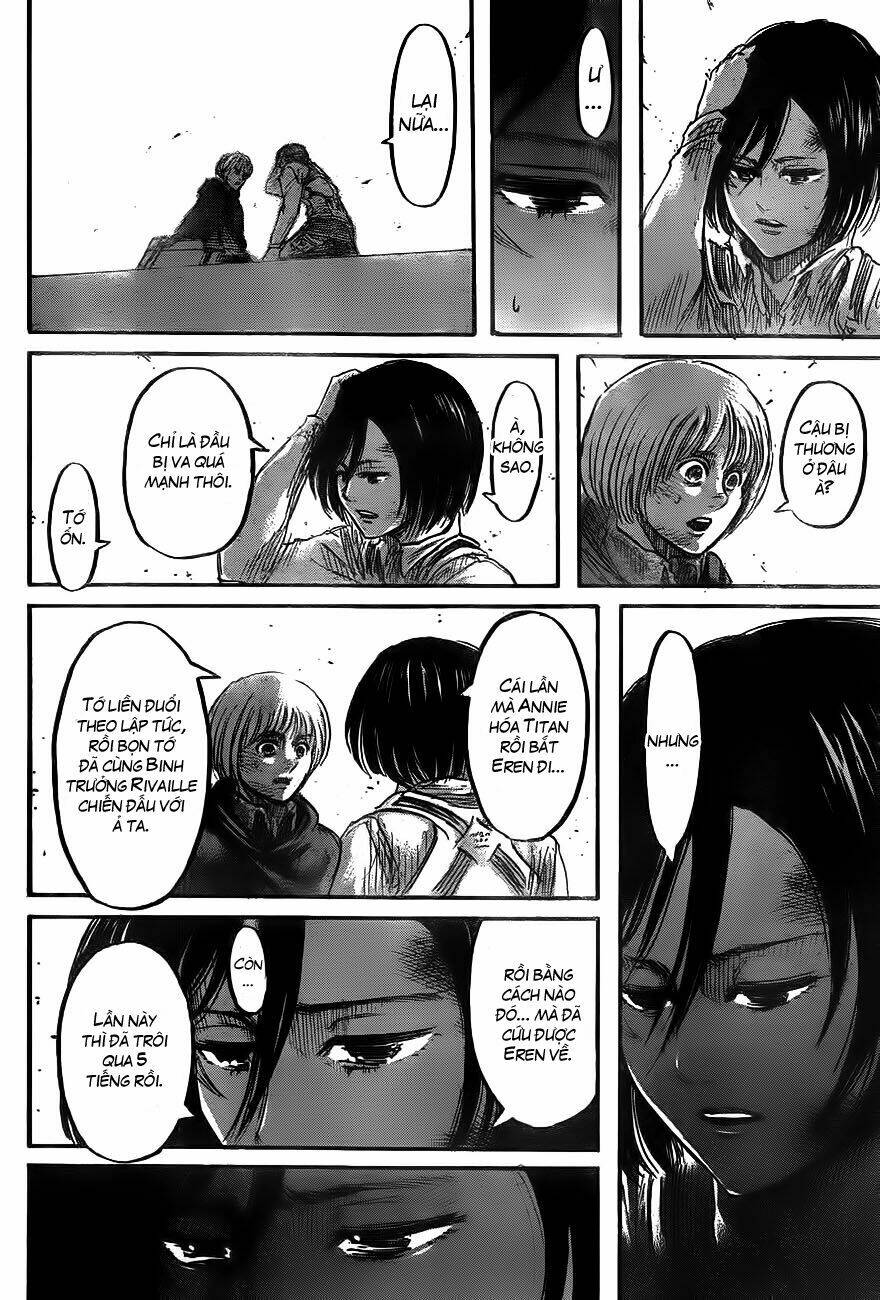 Ư
...
LẠI
NỮA...
CẬU BỊ
THƯƠNG
Ở ĐÂU
À?
À,
KHÔNG
SAO.
CHỈ LÀ ĐẦU
BỊ VA QUÁ
MẠNH THÔI.
TỚ
ỔN.
NHƯNG
...
CÁI LẦN
MÀ ANNIE
HÓA TITAN
RỒI BẮT
EREN ĐI...
TỚ LIỀN ĐUỔI
THEO LẬP TỨC,
RỒI BỌN TỚ
ĐÃ CÙNG BINH
TRƯỞNG RIVAILLE
CHIẾN ĐẤU VỚI
Ả TA.
RỒI BẰNG
CÁCH NÀO
ĐÓ... MÀ ĐÃ
CỨU ĐƯỢC
EREN VỀ.
CÒN
...
LẦN NÀY
THÌ ĐÃ TRÔI
QUA 5
TIẾNG RỒI.